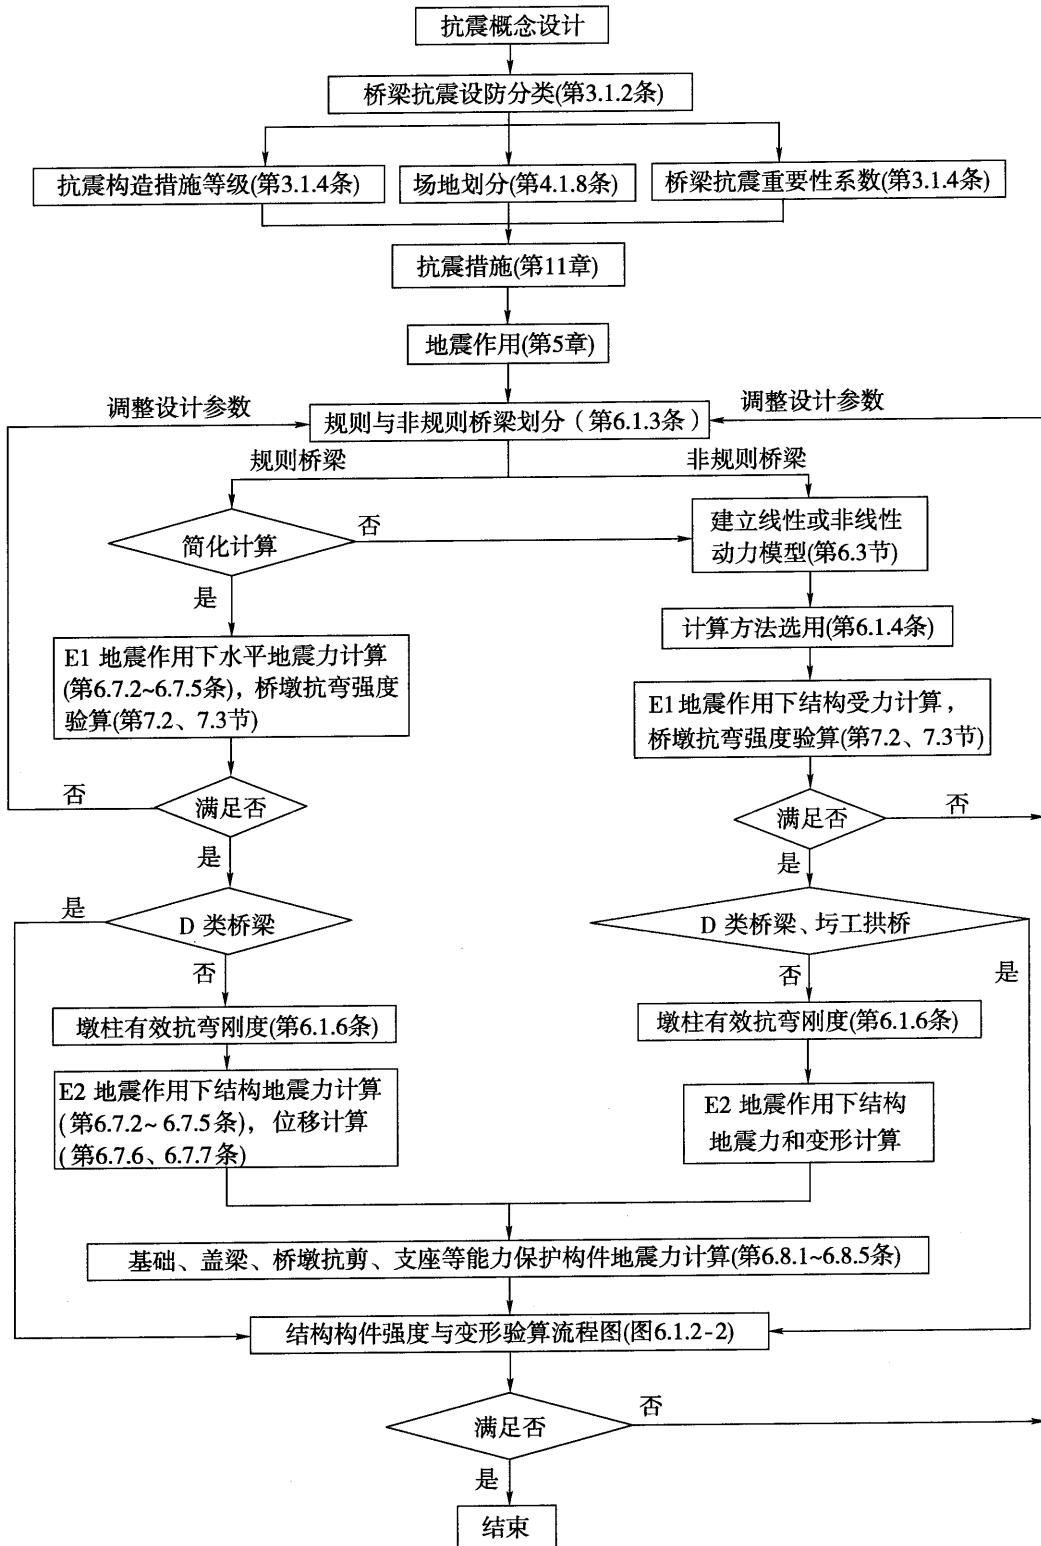 抗震概念设计
桥梁抗震设防分类(第3.1.2条)
抗震构造措施等级(第3.1.4条)
场地划分(第4.1.8条)
桥梁抗震重要性系数(第3.1.4条)
抗震措施(第11章)
地震作用(第5章)
调整设计参数
调整设计参数
规则与非规则桥梁划分（第6.1.3条）
规则桥梁
非规则桥梁
简化计算
否
建立线性或非线性
动力模型(第6.3节)
是
计算方法选用(第6.1.4条)
E1 地震作用下水平地震力计算
(第6.7.2~6.7.5条)，桥墩抗弯强度
验算(第7.2、7.3节)
E1地震作用下结构受力计算，
桥墩抗弯强度验算(第7.2、7.3节)
否
满足否
满足否
否
是
是
是
D 类桥梁
D 类桥梁、圬工拱桥
否
否
是
墩柱有效抗弯刚度(第6.1.6条)
墩柱有效抗弯刚度(第6.1.6条)
E2 地震作用下结构地震力计算
(第6.7.2~6.7.5条)，位移计算
(第6.7.6、6.7.7条)
E2 地震作用下结构
地震力和变形计算
基础、盖梁、桥墩抗剪、支座等能力保护构件地震力计算(第6.8.1~6.8.5条)
结构构件强度与变形验算流程图(图6.1.2-2)
满足否
否
是
结束